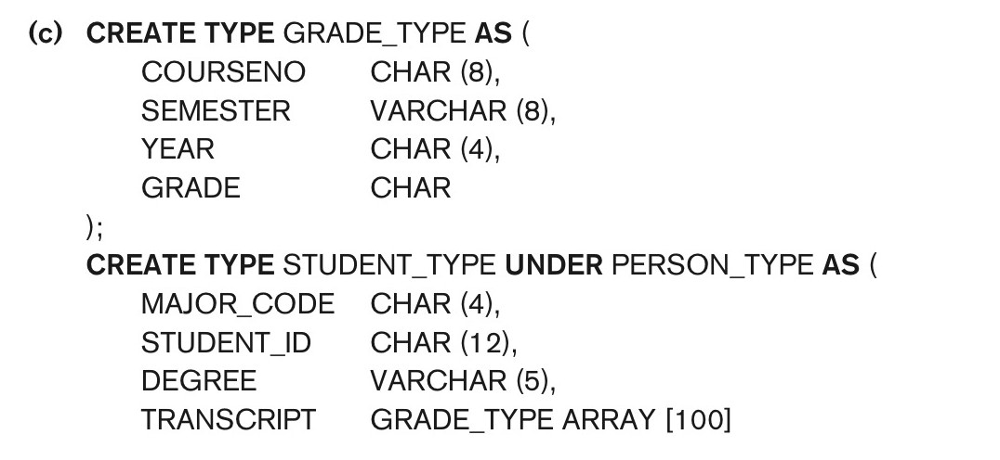 (c) CREATE TYPE GRADE_TYPE AS (
COURSENO CHAR (8),
SEMESTER VARCHAR (8),
YEAR CHAR (4),
GRADE CHAR
);
CREATE TYPE STUDENT_TYPE UNDER PERSON_TYPE AS (
MAJOR_CODE CHAR (4),
STUDENT_ID CHAR (12),
DEGREE VARCHAR (5),
TRANSCRIPT GRADE_TYPE ARRAY [100]